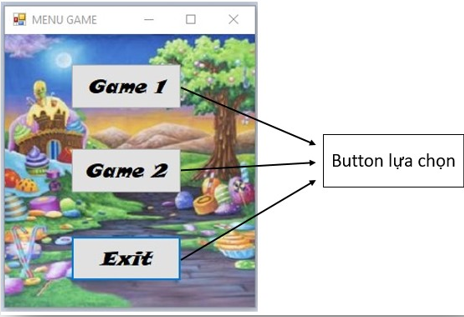 MENU GAME
Game 1
Game 2
Exit
Button lựa chọn